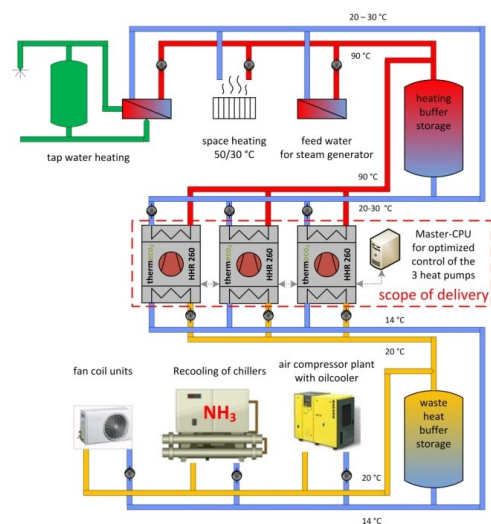 20 – 30 °C
90 °C
heating
buffer
storage
tap water heating
space heating
50/30 °C
feed water
for steam generator
90 °C
20-30 °C
thermeco₂
HHR 260
thermeco₂
HHR 260
thermeco₂
HHR 260
Master-CPU
for optimized
control of the
3 heat pumps
scope of delivery
14 °C
20 °C
fan coil units
Recooling of chillers
air compressor plant
with oilcooler
NH₃
waste
heat
buffer
storage
20 °C
14 °C